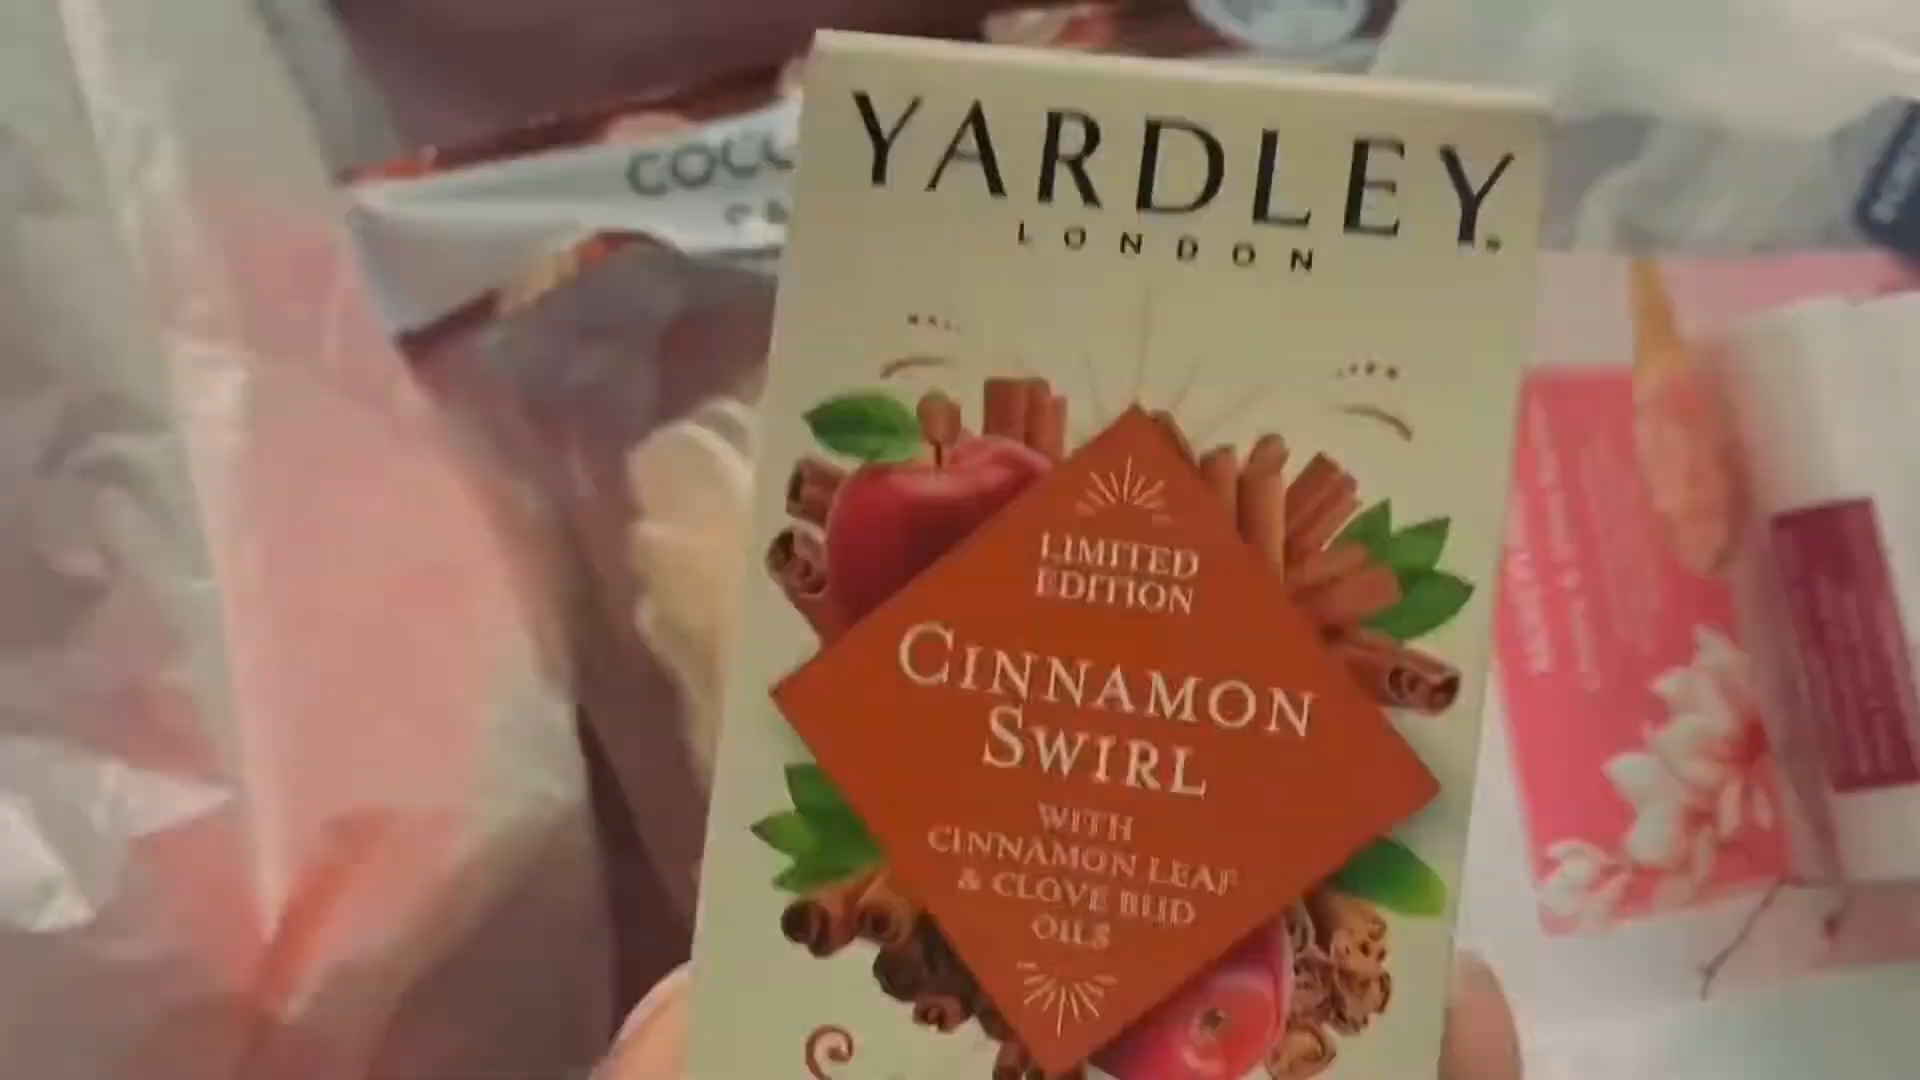 YARDLEY
LONDON
LIMITED
EDITION
CINNAMON
SWIRL
WITH
CINNAMON LEAF
& CLOVE BUD
OILS